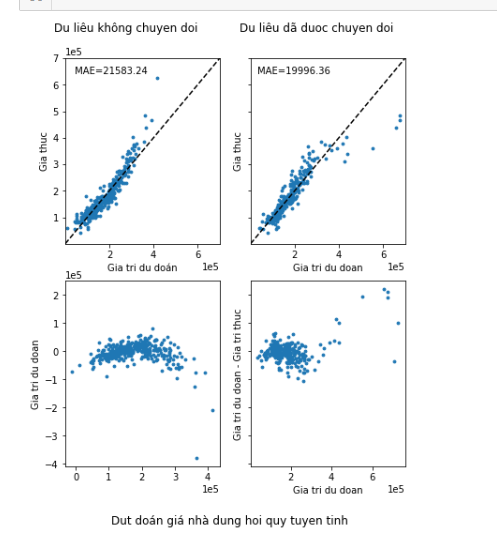 Du liêu không chuyen doi
Du liêu dã duoc chuyen doi
1e5
7
6
5
4
3
2
1
Gia thuc
MAE=21583.24
2
4
6
1e5
Gia tri du doán
Gia thuc
MAE=19996.36
2
4
6
1e5
Gia tri du doan
1e5
2
1
0
−1
−2
−3
−4
Gia tri du doan
0
1
2
3
4
1e5
Gia tri du doan - Gia tri thuc
2
4
6
1e5
Gia tri du doan
Dut doán giá nhà dung hoi quy tuyen tinh